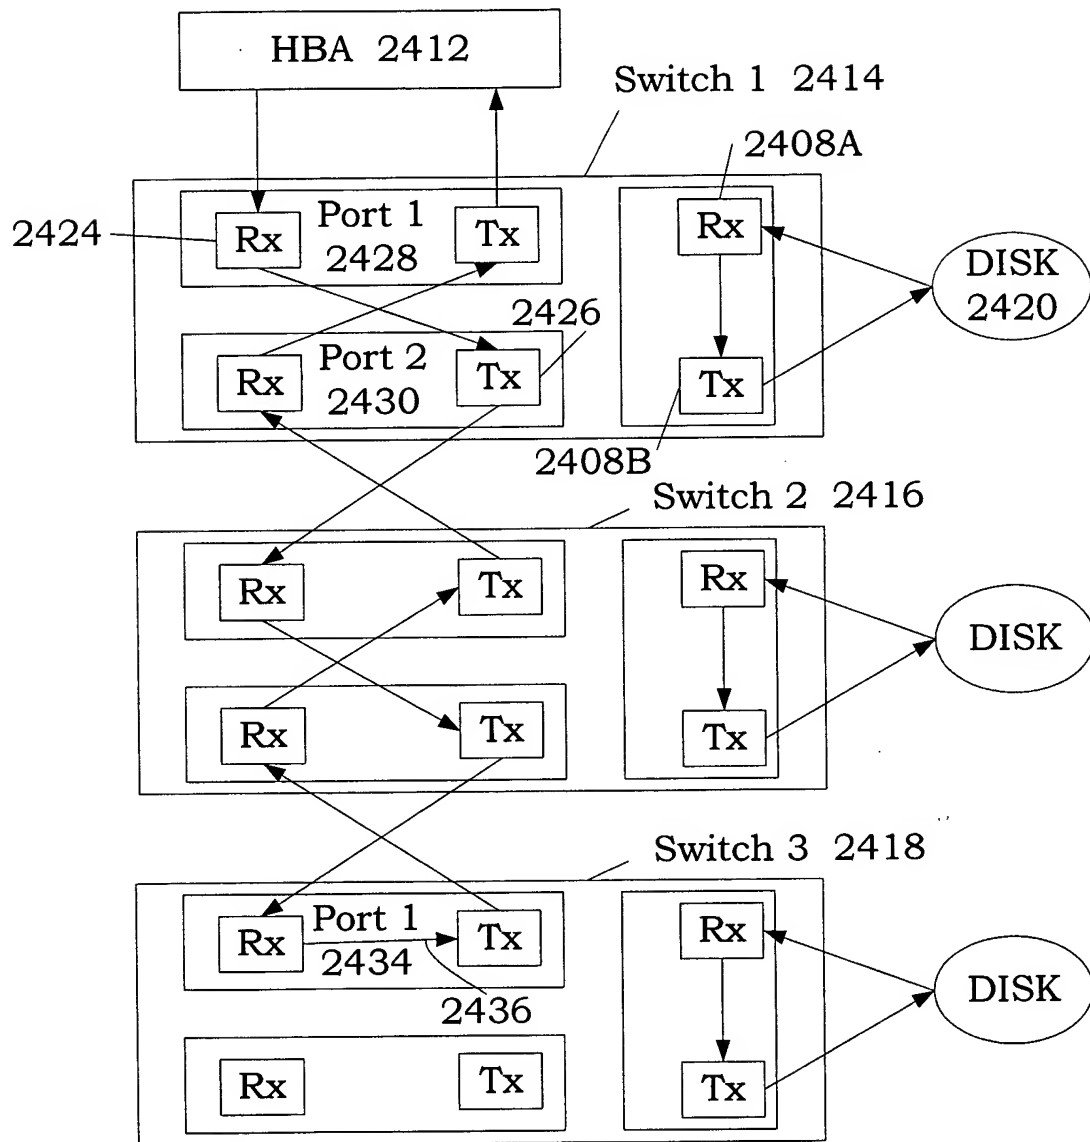 HBA 2412
Switch 1 2414
2408A
2424
Rx
Port 1
2428
Tx
Rx
DISK
2420
2426
Rx
Port 2
2430
Tx
Tx
2408B
Switch 2 2416
Rx
Tx
Rx
DISK
Rx
Tx
Tx
Switch 3 2418
Rx
Port 1
2434
Tx
Rx
DISK
2436
Rx
Tx
Tx